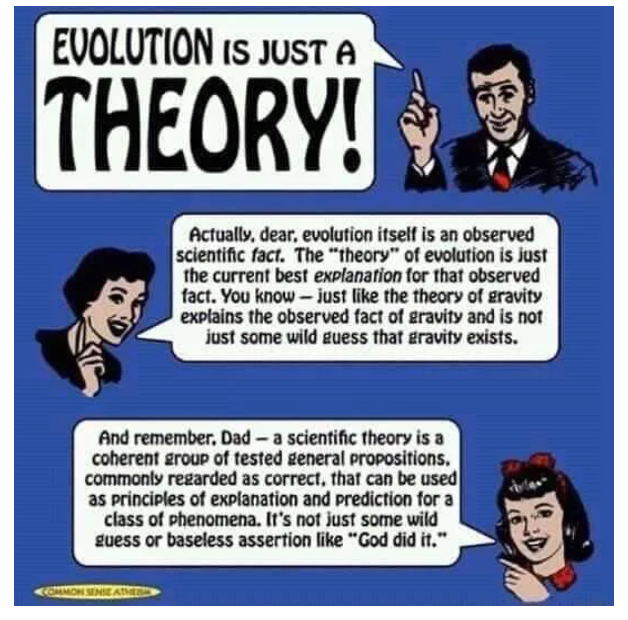 EVOLUTION IS JUST A
THEORY!
Actually, dear, evolution itself is an observed
scientific fact. The "theory" of evolution is just
the current best explanation for that observed
fact. You know — just like the theory of gravity
explains the observed fact of gravity and is not
just some wild guess that gravity exists.
And remember, Dad — a scientific theory is a
coherent group of tested general propositions,
commonly regarded as correct, that can be used
as principles of explanation and prediction for a
class of phenomena. It's not just some wild
guess or baseless assertion like "God did it."
COMMON SENSE ATHEISM